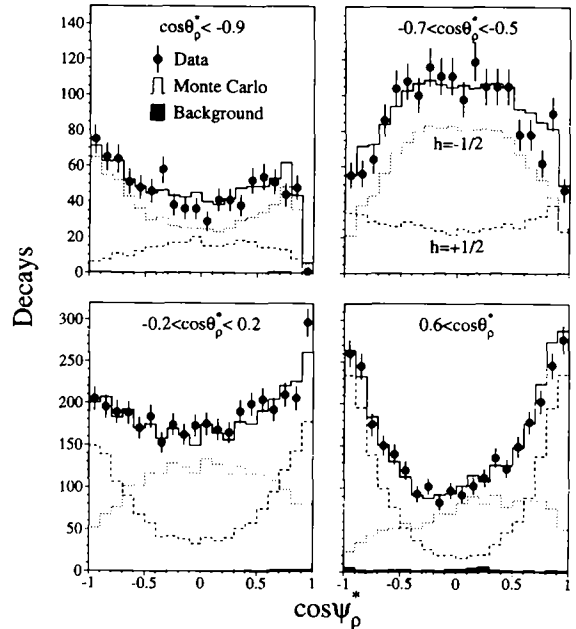 cosθ*ρ < -0.9
Data
Monte Carlo
Background
-0.7<cosθ*ρ<-0.5
h=-1/2
h=+1/2
140
120
100
80
60
40
20
0
Decays
-0.2<cosθ*ρ< 0.2
0.6<cosθ*ρ
300
250
200
150
100
50
0
-1 -0.5 0 0.5 1 -1 -0.5 0 0.5 1
cosψ*ρ